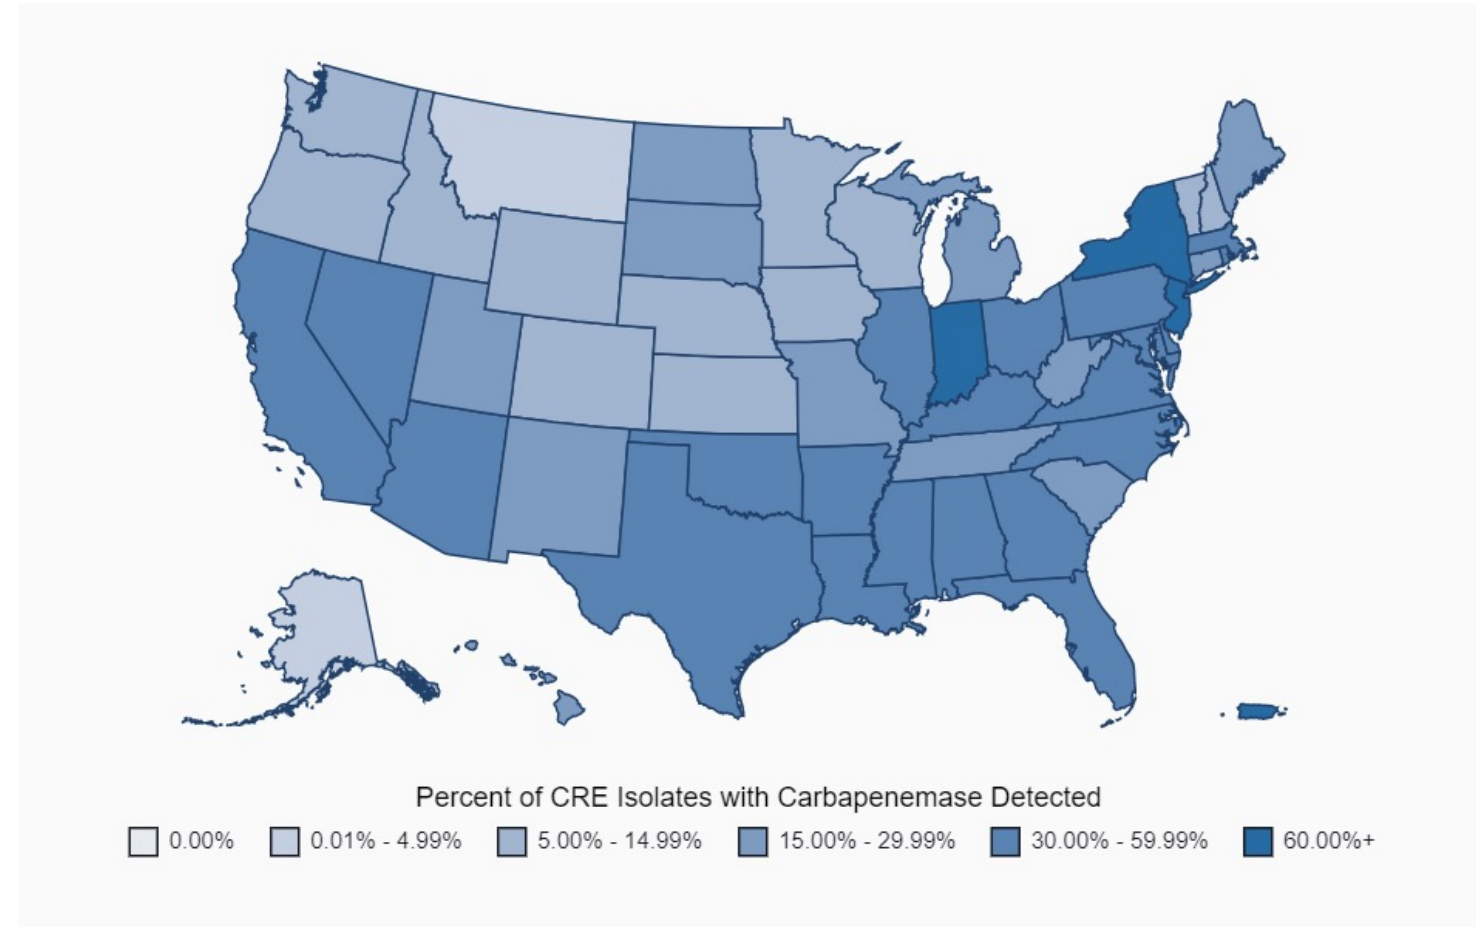 Percent of CRE Isolates with Carbapenemase Detected
0.00% 0.01% - 4.99% 5.00% - 14.99% 15.00% - 29.99% 30.00% - 59.99% 60.00%+